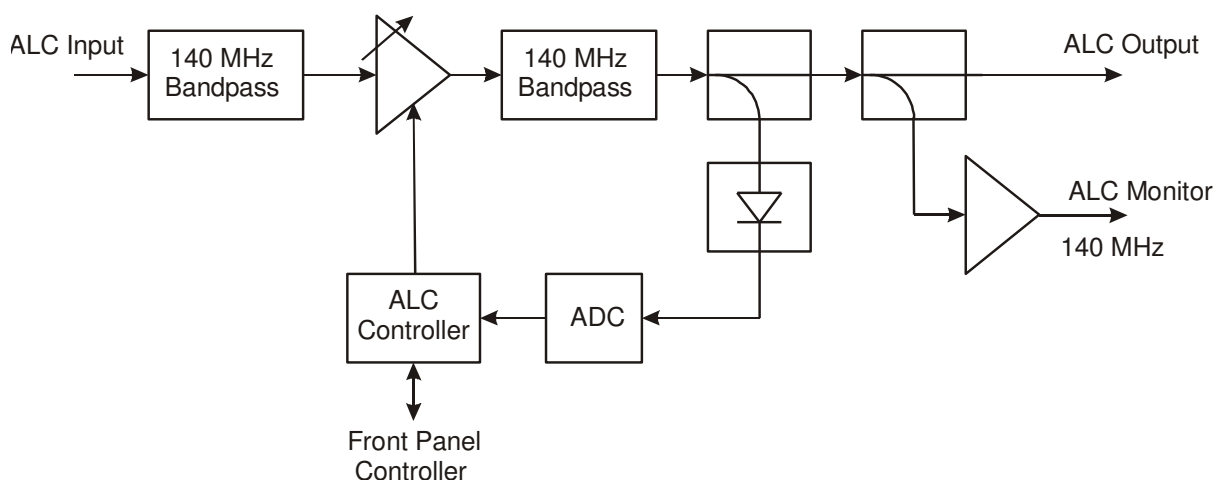 ALC Input
140 MHz
Bandpass
140 MHz
Bandpass
ALC Output
ALC Monitor
140 MHz
ALC
Controller
ADC
Front Panel
Controller